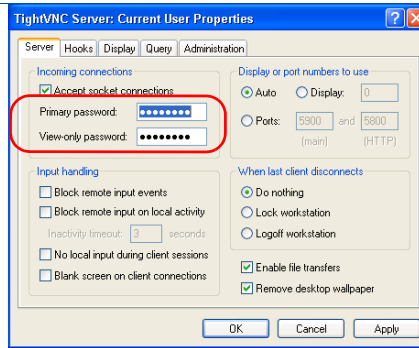 TightVNC Server: Current User Properties
Server Hooks Display Query Administration
Incoming connections
Accept socket connections
Primary password:
View-only password:
Display or port numbers to use
Auto Display: 0
Ports: 5900 and 5800
(main) (HTTP)
Input handling
Block remote input events
Block remote input on local activity
Inactivity timeout: 3 seconds
No local input during client sessions
Blank screen on client connections
When last client disconnects
Do nothing
Lock workstation
Logoff workstation
Enable file transfers
Remove desktop wallpaper
OK Cancel Apply